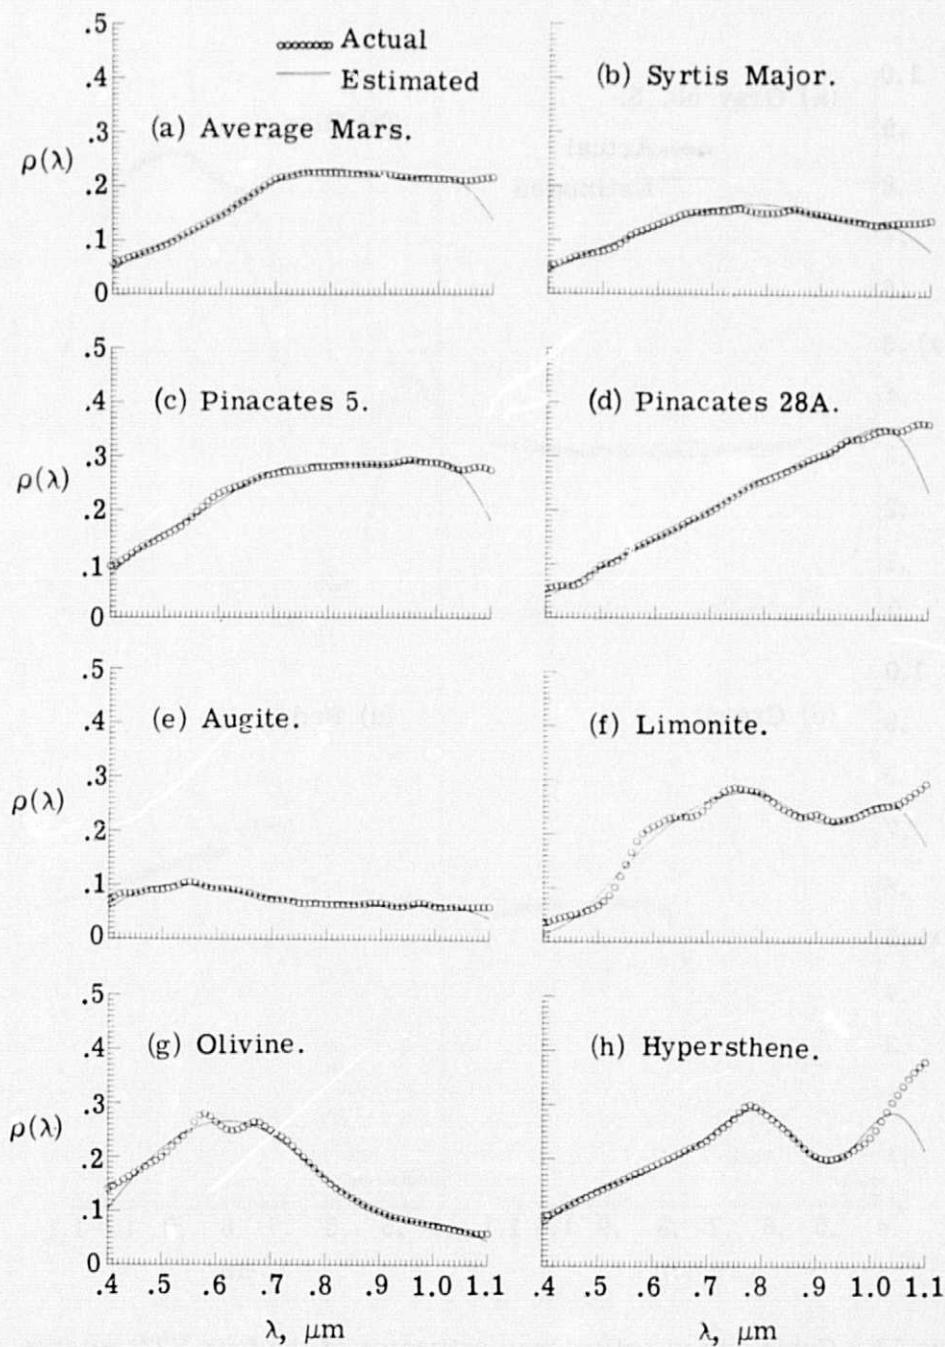 .5
.4
.3
.2
.1
0
ρ(λ)
Actual
Estimated
(a) Average Mars.
(b) Syrtis Major.
.5
.4
.3
.2
.1
0
ρ(λ)
(c) Pinacates 5.
(d) Pinacates 28A.
.5
.4
.3
.2
.1
0
ρ(λ)
(e) Augite.
(f) Limonite.
.5
.4
.3
.2
.1
0
ρ(λ)
(g) Olivine.
(h) Hypersthene.
.4 .5 .6 .7 .8 .9 1.0 1.1
.4 .5 .6 .7 .8 .9 1.0 1.1
λ, μm
λ, μm